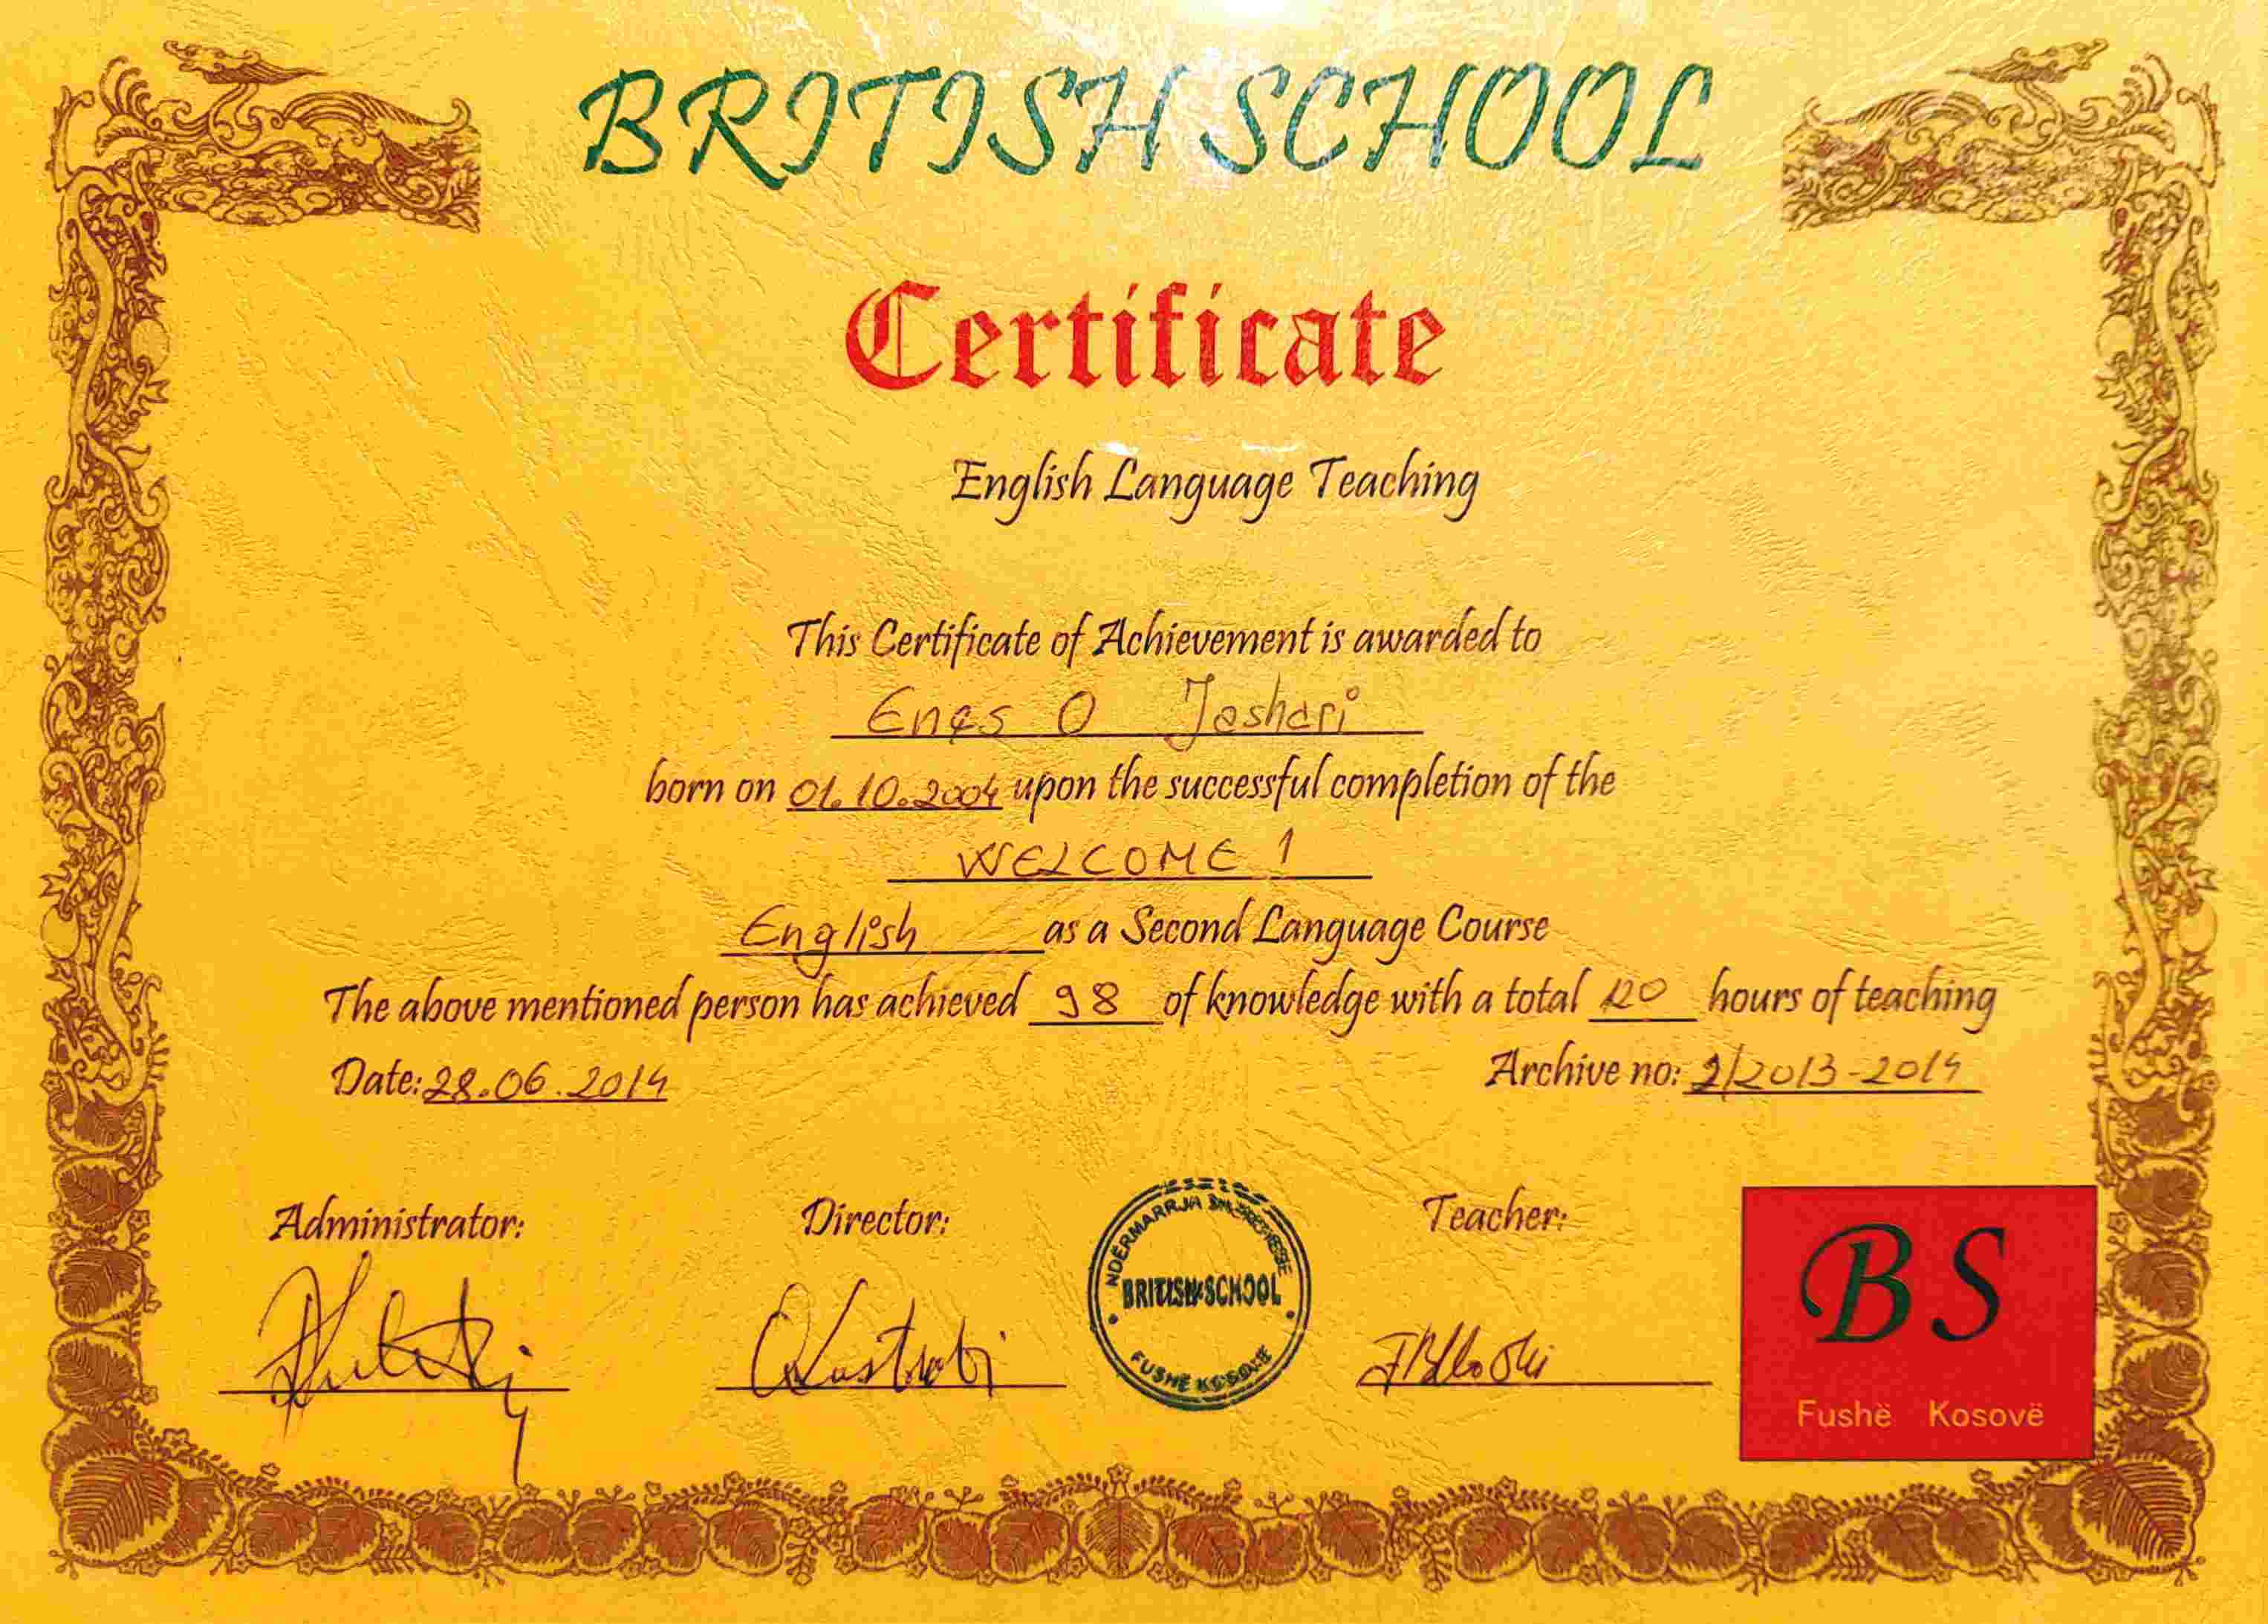 BRITISH SCHOOL
Certificate
English Language Teaching
This Certificate of Achievement is awarded to
Enes O Jashari
born on 01.10.2004 upon the successful completion of the
WELCOME 1
English as a Second Language Course
The above mentioned person has achieved 98 of knowledge with a total 120 hours of teaching
Date: 28.06.2014
Archive no: 2/2013-2014
Administrator:
Director:
Teacher:
NDËRMARRJA
BRITISH SCHOOL
FUSHË KOSOVË
BS
Fushë Kosovë